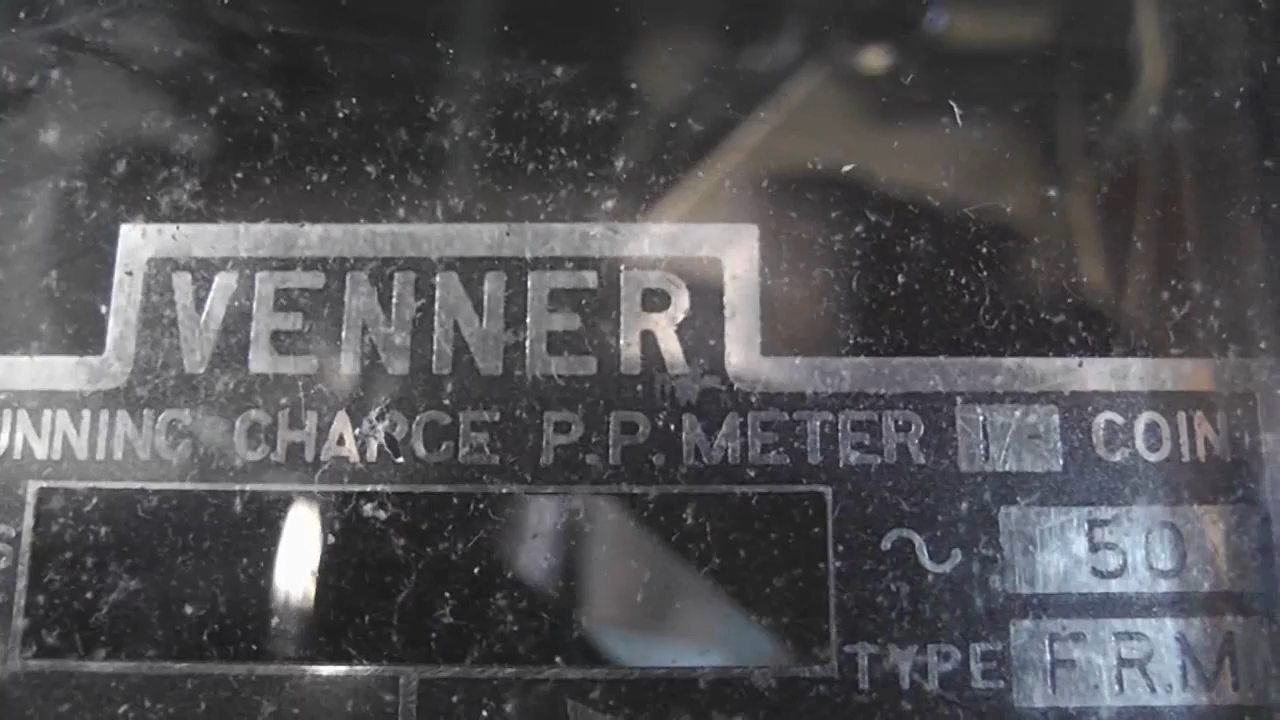 VENNER
UNNING CHARGE P.P. METER 1/- COIN
S
~ 50
TYPE F.R.M